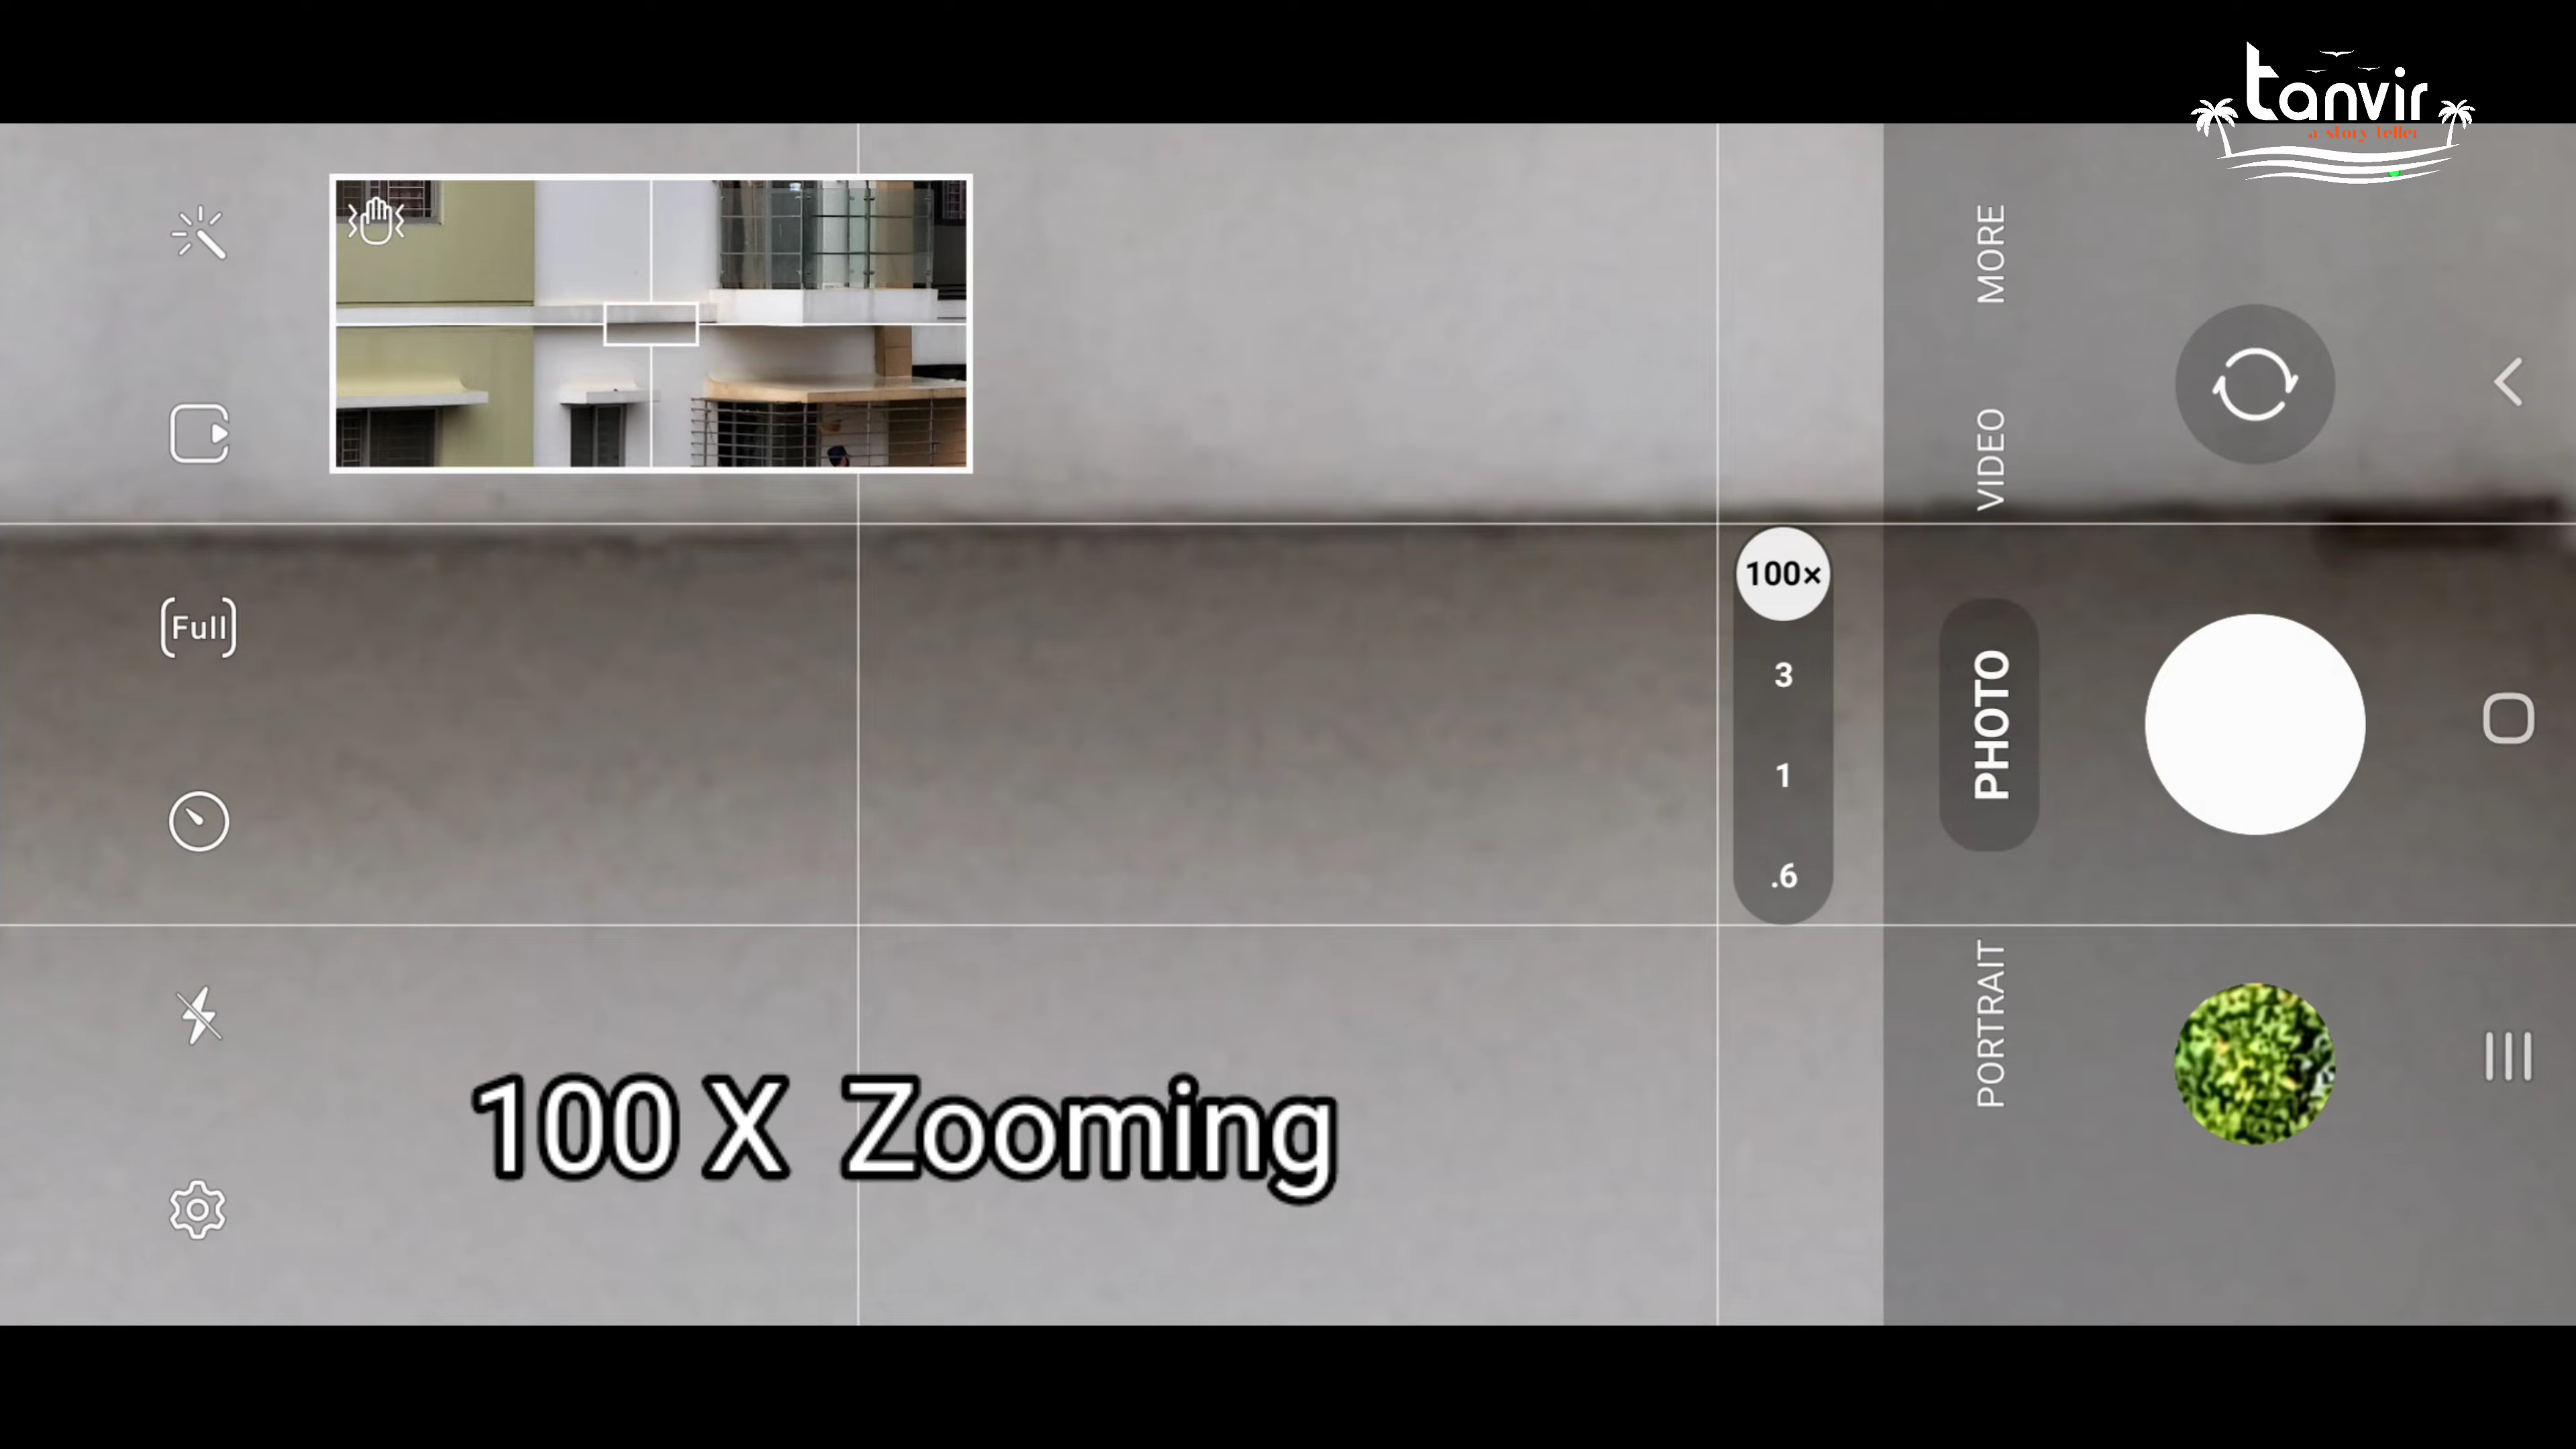 tanvir
a story teller
MORE
VIDEO
Full
100×
3
PHOTO
1
.6
PORTRAIT
100 X Zooming